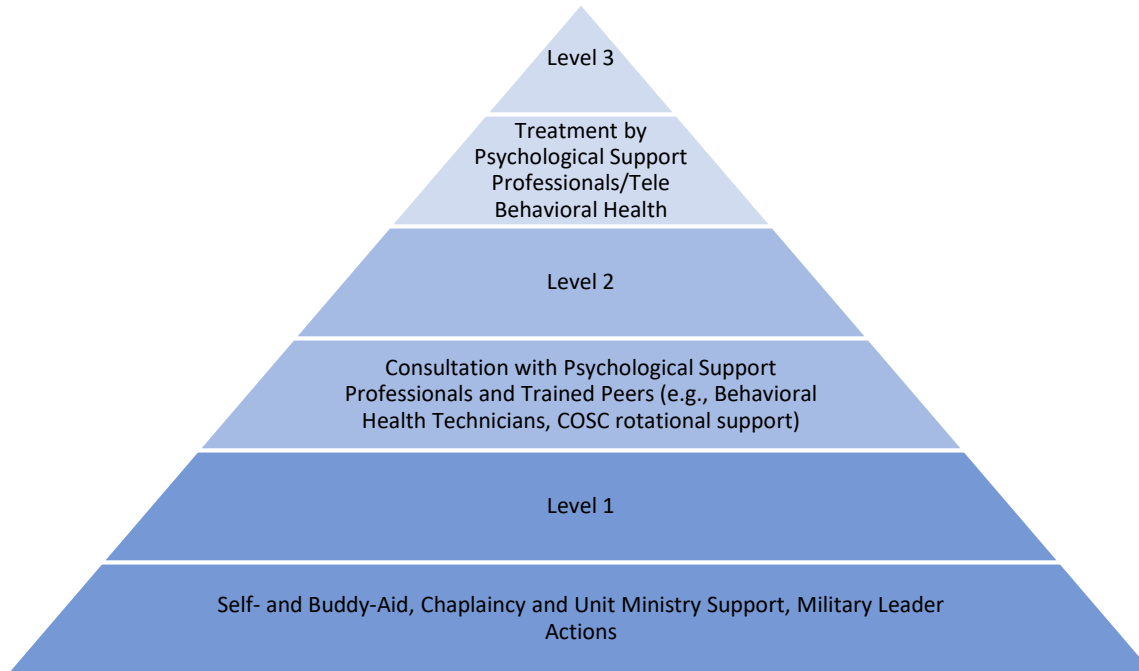 Level 3
Treatment by
Psychological Support
Professionals/Tele
Behavioral Health
Level 2
Consultation with Psychological Support
Professionals and Trained Peers (e.g., Behavioral
Health Technicians, COSC rotational support)
Level 1
Self- and Buddy-Aid, Chaplaincy and Unit Ministry Support, Military Leader
Actions